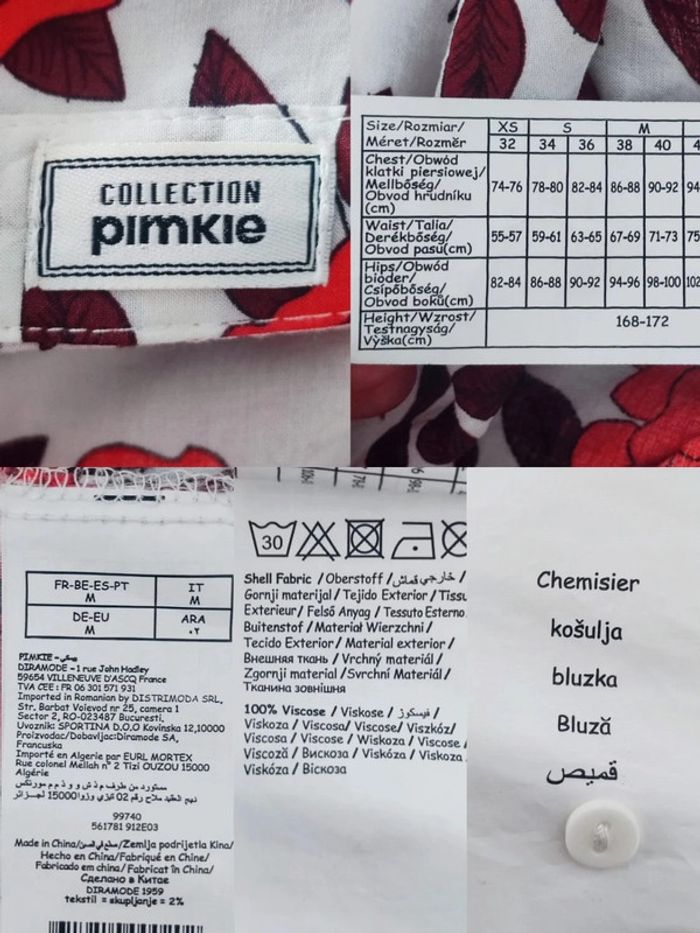 COLLECTION
pimkie
Size/Rozmiar/ XS S M
Méret/Rozměr 32 34 36 38 40 4
Chest/Obwód
klatki piersiowej/
Mellbőség/ 74-76 78-80 82-84 86-88 90-92 94
Obvod hrudníku
(cm)
Waist/Talia/
Derékbőség/ 55-57 59-61 63-65 67-69 71-73 75
Obvod pasu(cm)
Hips/Obwód
bioder/ 82-84 86-88 90-92 94-96 98-100 102
Csípőbőség/
Obvod boků(cm)
Height/Wzrost/ 168-172
Testnagyság/
Výška(cm)
FR-BE-ES-PT IT
M M
DE-EU ARA
M ٠٢
PIMKIE -
DIRAMODE - 1 rue John Hadley
59654 VILLENEUVE D'ASCQ France
TVA CEE : FR 06 301 571 931
Imported in Romanian by DISTRIMODA SRL,
Str. Barbat Voievod nr 25, camera 1
Sector 2, RO-023487 Bucuresti,
Uvoznik: SPORTINA D.O.O Kovinska 12,10000
Proizvodac/Dobavljac:Diramode SA,
Francuska
Importé en Algerie par EURL MORTEX
Rue colonel Mellah n° 2 Tizi OUZOU 15000
Algérie
99740
561781 912E03
Made in China/صنع في الصين/Zemlja podrijetla Kina/
Hecho en China/Fabriqué en Chine/
Fabricado em china/Fabricat în China/
Сделано в Китае
DIRAMODE 1959
tekstil = skupljanje = 2%
30
Shell Fabric / Oberstoff / قماش خارجي /
Gornji materijal / Tejido Exterior / Tissu
Exterieur / Felső Anyag / Tessuto Esterno
Buitenstof / Materiał Wierzchni /
Tecido Exterior / Material exterior /
Внешняя ткань / Vrchný materiál /
Zgornji material / Svrchní Materiál /
Тканина зовнішня
100% Viscose / Viskose / فيسكوز /
Viskoza / Viscosa / Viscose / Viszkóz/
Viscosa / Viscose / Wiskoza / Viscose /
Viscoză / Вискоза / Viskóza / Viskoza
Viskóza / Віскоза
Chemisier
košulja
bluzka
Bluză
قميص